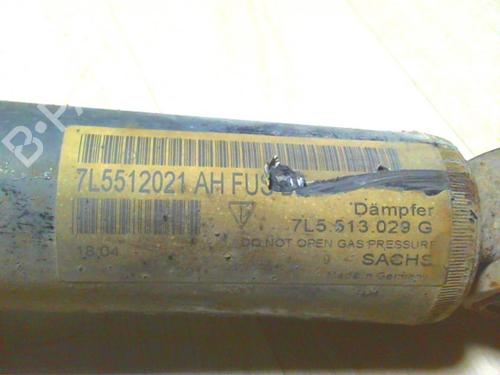 7L5512021 AH FUS
Dämpfer
7L5.513.029 G
DO NOT OPEN GAS PRESSURE
18.04
SACHS
Made in Germany